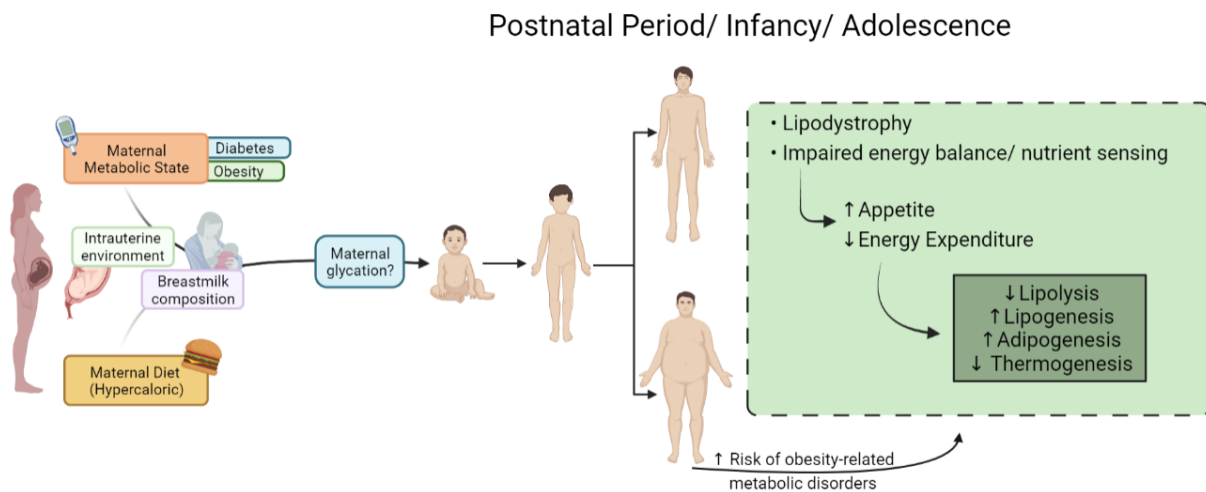 Postnatal Period/ Infancy/ Adolescence
Maternal
Metabolic State
Diabetes
Obesity
Intrauterine
environment
Breastmilk
composition
Maternal Diet
(Hypercaloric)
Maternal
glycation?
• Lipodystrophy
• Impaired energy balance/ nutrient sensing
↑ Appetite
↓ Energy Expenditure
↓ Lipolysis
↑ Lipogenesis
↑ Adipogenesis
↓ Thermogenesis
↑ Risk of obesity-related
metabolic disorders